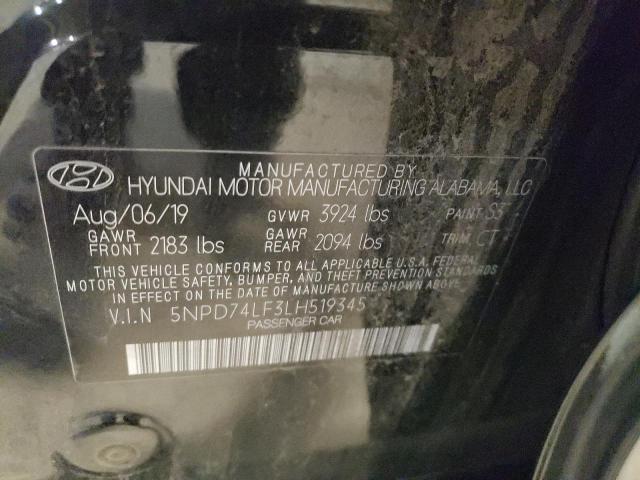 MANUFACTURED BY
HYUNDAI MOTOR MANUFACTURING ALABAMA, LLC
Aug/06/19 GVWR 3924 lbs PAINT S3
GAWR FRONT 2183 lbs GAWR REAR 2094 lbs TRIM CT
THIS VEHICLE CONFORMS TO ALL APPLICABLE U.S.A. FEDERAL
MOTOR VEHICLE SAFETY, BUMPER, AND THEFT PREVENTION STANDARDS
IN EFFECT ON THE DATE OF MANUFACTURE SHOWN ABOVE.
V.I.N 5NPD74LF3LH519345
PASSENGER CAR